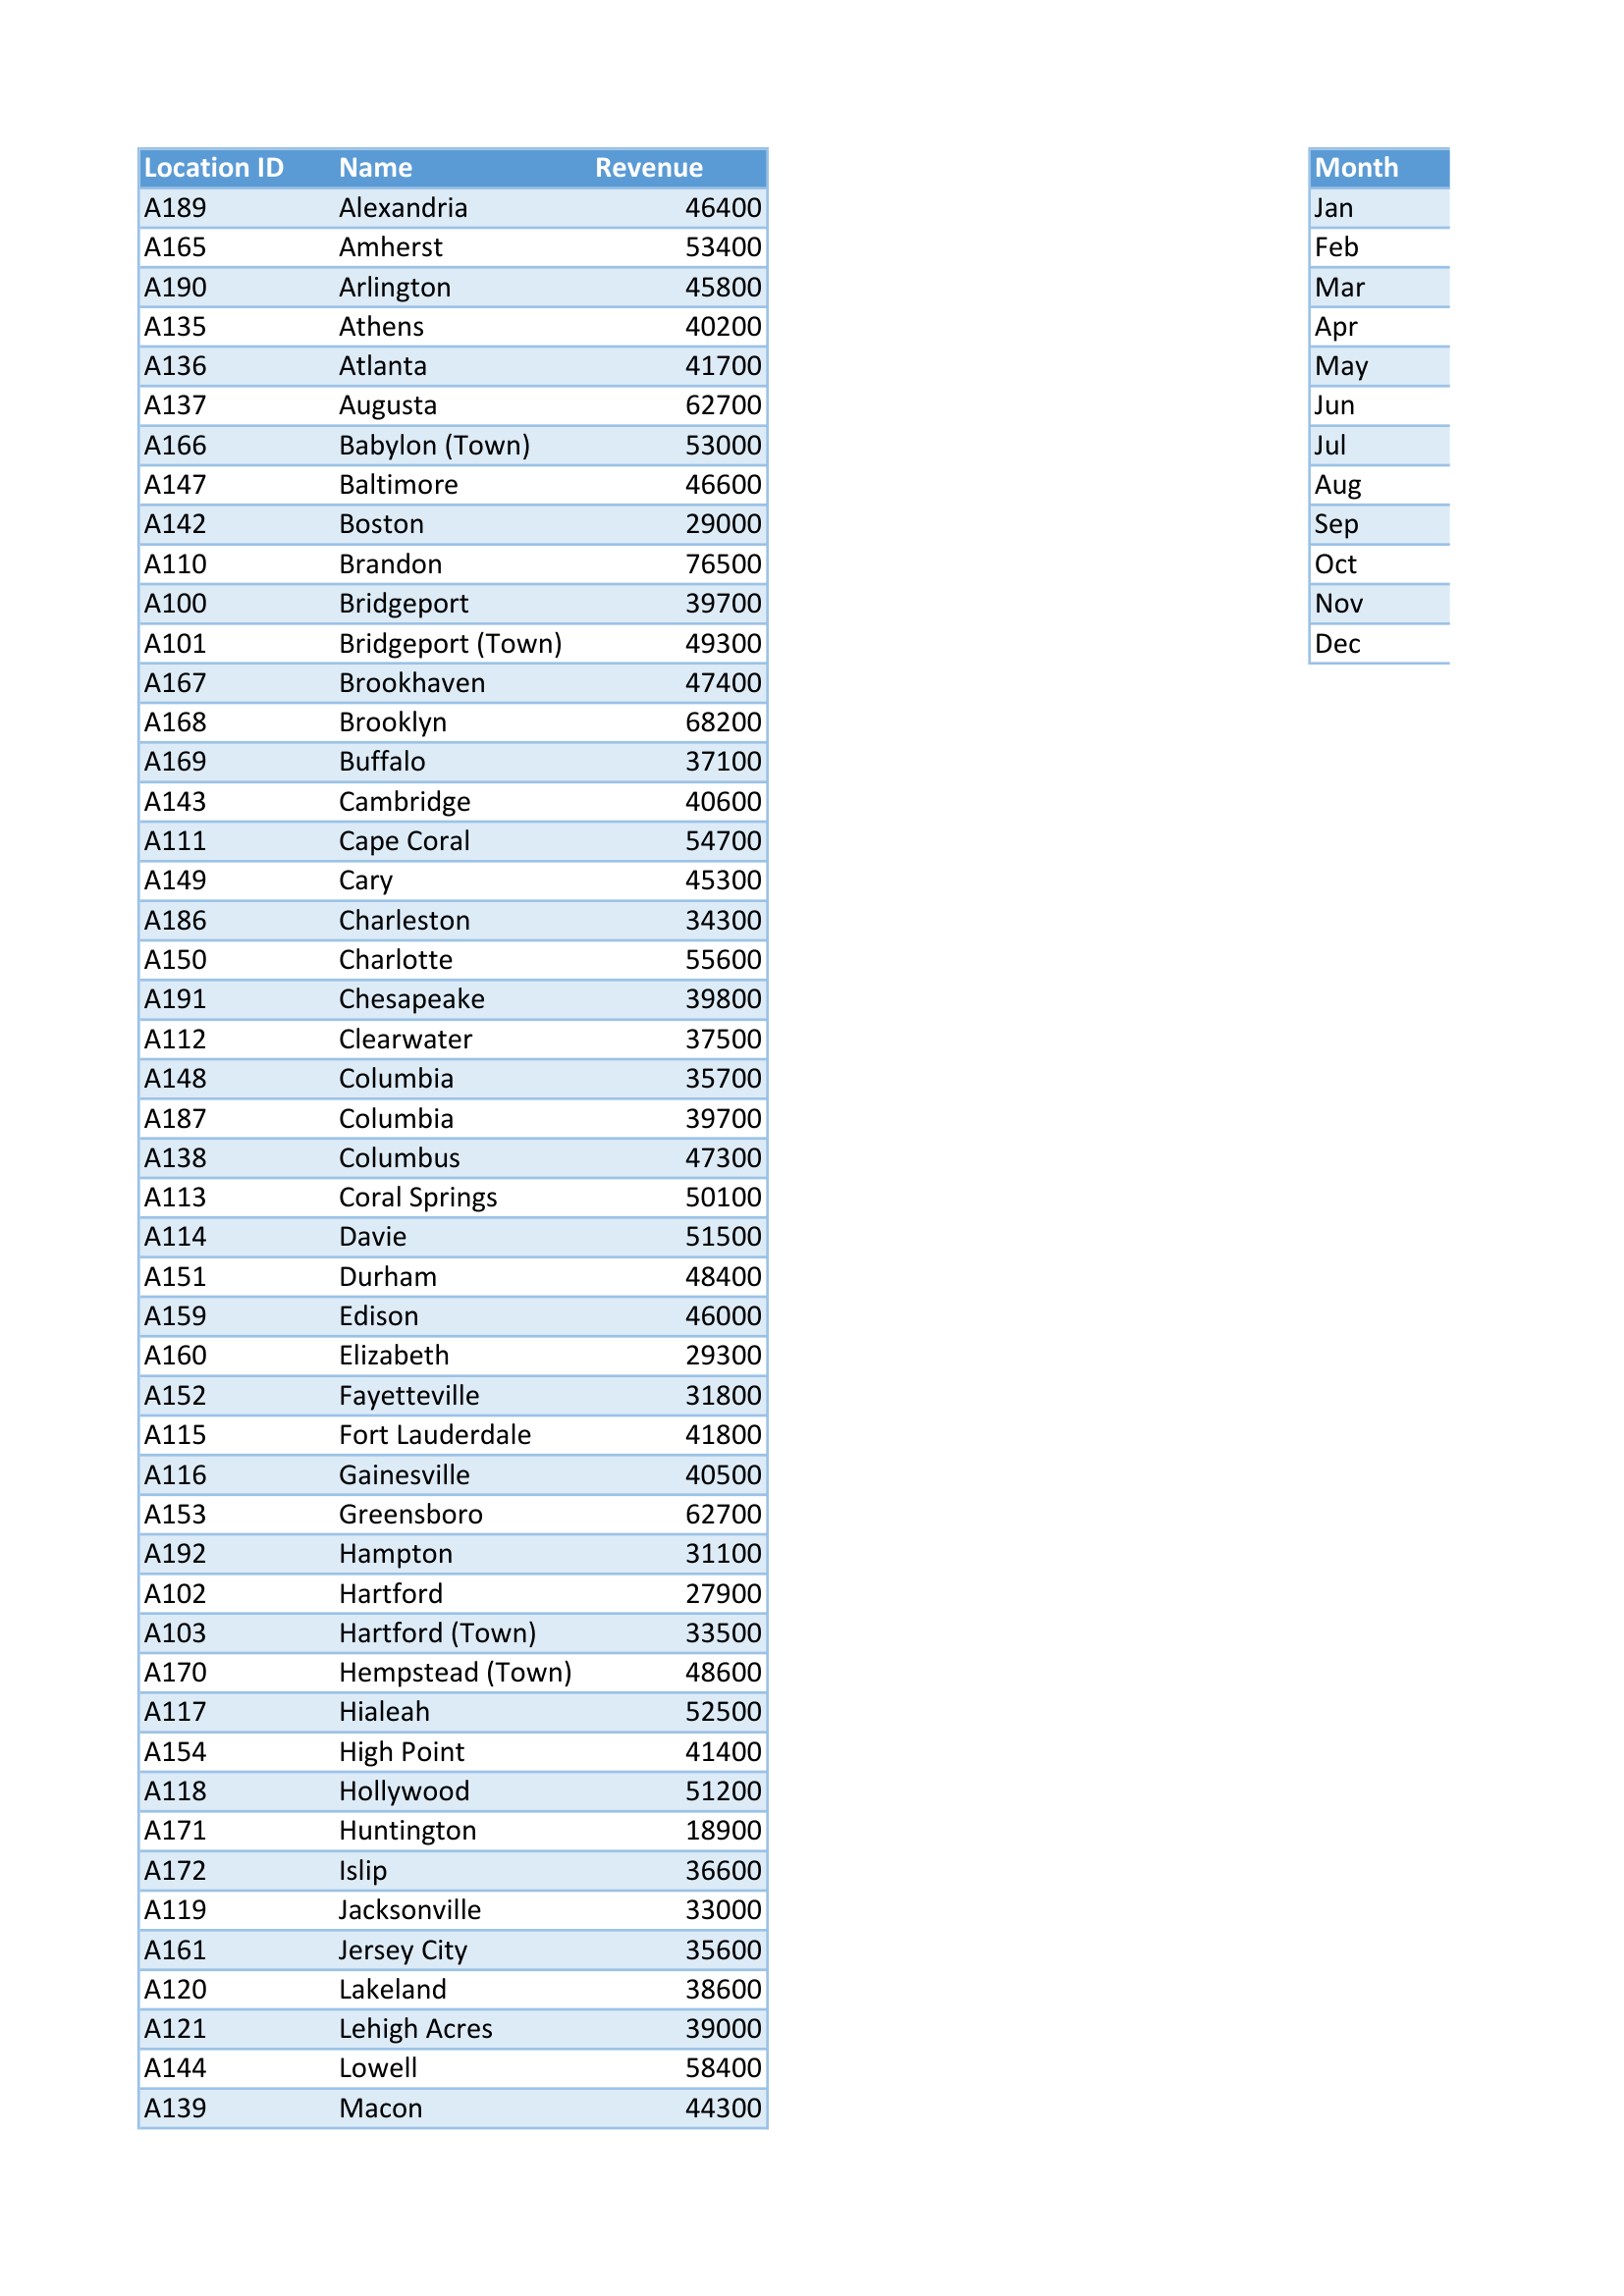 Location ID Name Revenue Month
A189 Alexandria 46400 Jan
A165 Amherst 53400 Feb
A190 Arlington 45800 Mar
A135 Athens 40200 Apr
A136 Atlanta 41700 May
A137 Augusta 62700 Jun
A166 Babylon (Town) 53000 Jul
A147 Baltimore 46600 Aug
A142 Boston 29000 Sep
A110 Brandon 76500 Oct
A100 Bridgeport 39700 Nov
A101 Bridgeport (Town) 49300 Dec
A167 Brookhaven 47400
A168 Brooklyn 68200
A169 Buffalo 37100
A143 Cambridge 40600
A111 Cape Coral 54700
A149 Cary 45300
A186 Charleston 34300
A150 Charlotte 55600
A191 Chesapeake 39800
A112 Clearwater 37500
A148 Columbia 35700
A187 Columbia 39700
A138 Columbus 47300
A113 Coral Springs 50100
A114 Davie 51500
A151 Durham 48400
A159 Edison 46000
A160 Elizabeth 29300
A152 Fayetteville 31800
A115 Fort Lauderdale 41800
A116 Gainesville 40500
A153 Greensboro 62700
A192 Hampton 31100
A102 Hartford 27900
A103 Hartford (Town) 33500
A170 Hempstead (Town) 48600
A117 Hialeah 52500
A154 High Point 41400
A118 Hollywood 51200
A171 Huntington 18900
A172 Islip 36600
A119 Jacksonville 33000
A161 Jersey City 35600
A120 Lakeland 38600
A121 Lehigh Acres 39000
A144 Lowell 58400
A139 Macon 44300